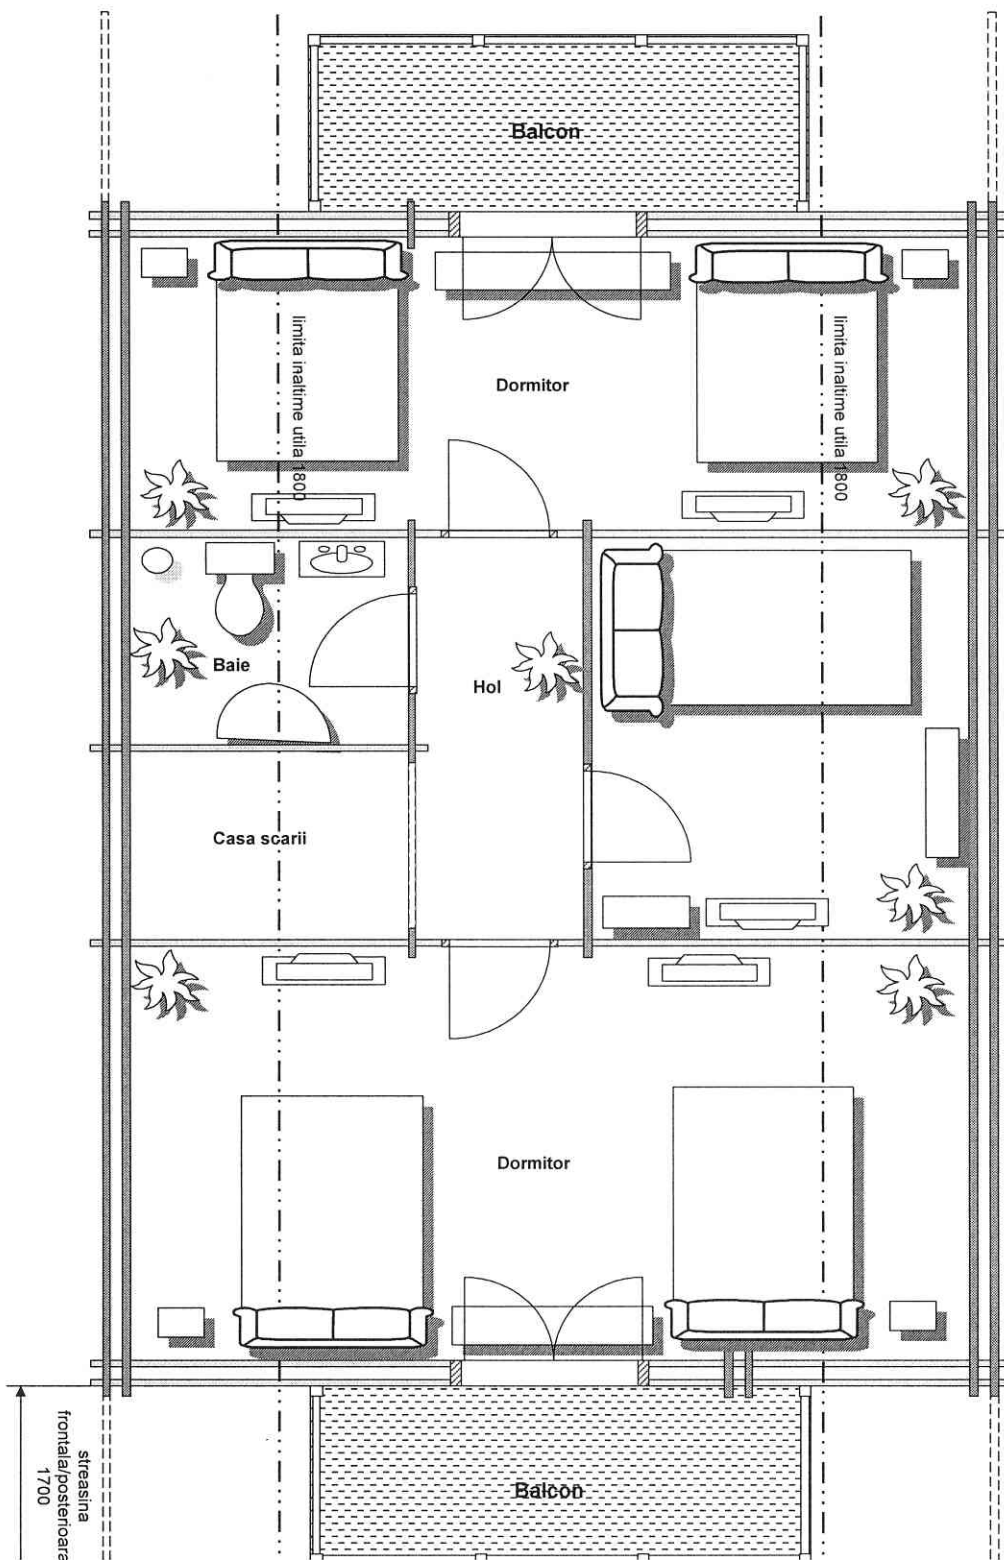 Balcon
limita inaltime utila 1800
limita inaltime utila 1800
Dormitor
Baie
Hol
Casa scarii
Dormitor
streasina
frontala/posterioara
1700
Balcon